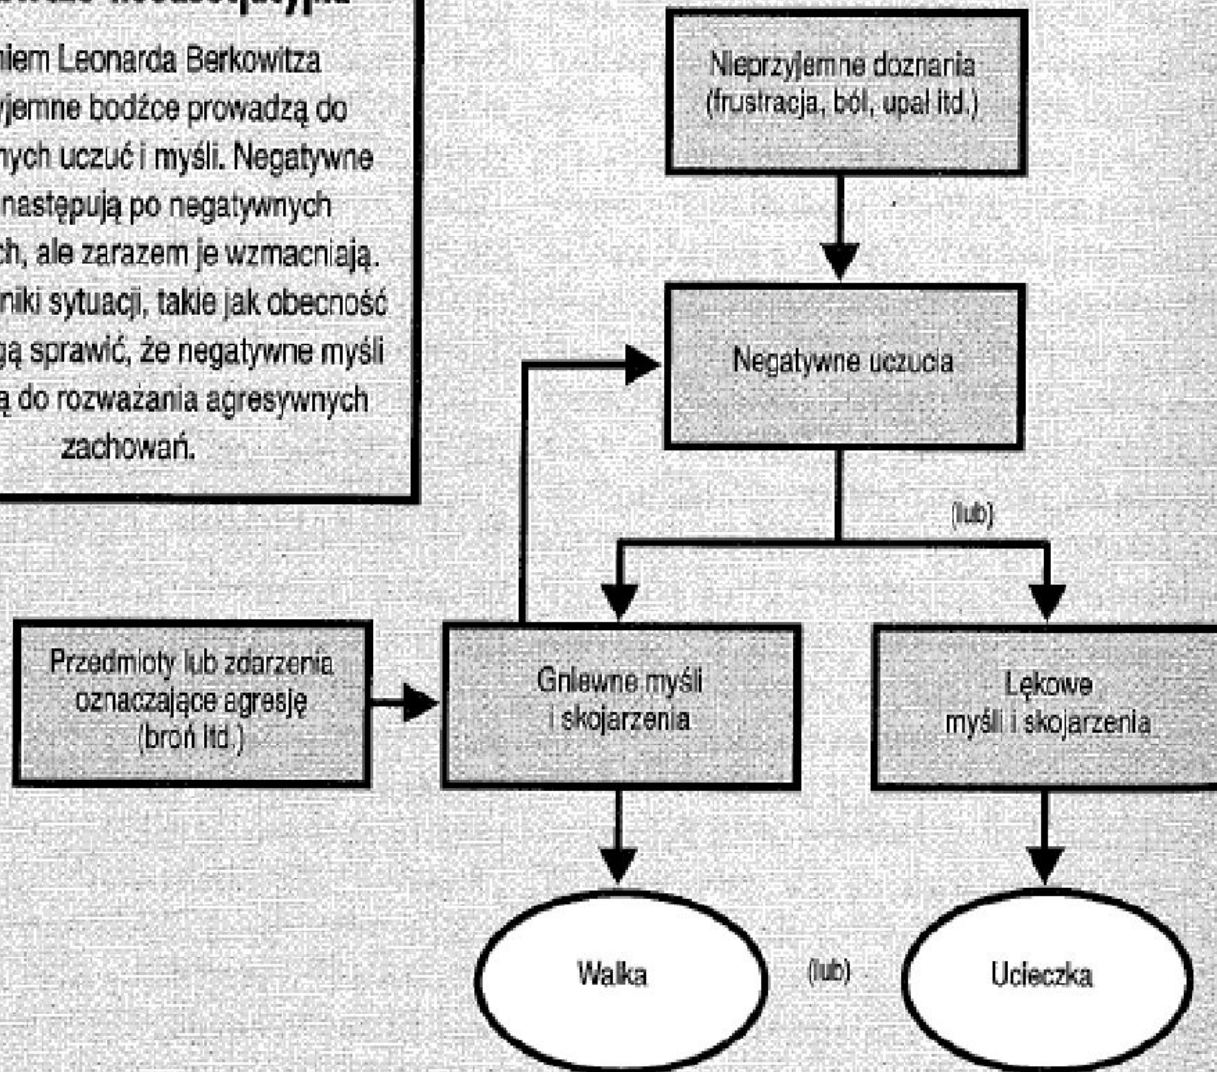 niem Leonarda Berkowitza
yjemne bodźce prowadzą do
nych uczuć i myśli. Negatywne
następują po negatywnych
ch, ale zarazem je wzmacniają.
niki sytuacji, takie jak obecność
gą sprawić, że negatywne myśli
ą do rozważania agresywnych
zachowań.
Nieprzyjemne doznania
(frustracja, ból, upał itd.)
Negatywne uczucia
(lub)
Przedmioty lub zdarzenia
oznaczające agresję
(broń itd.)
Gniewne myśli
i skojarzenia
Lękowe
myśli i skojarzenia
Walka
(lub)
Ucieczka